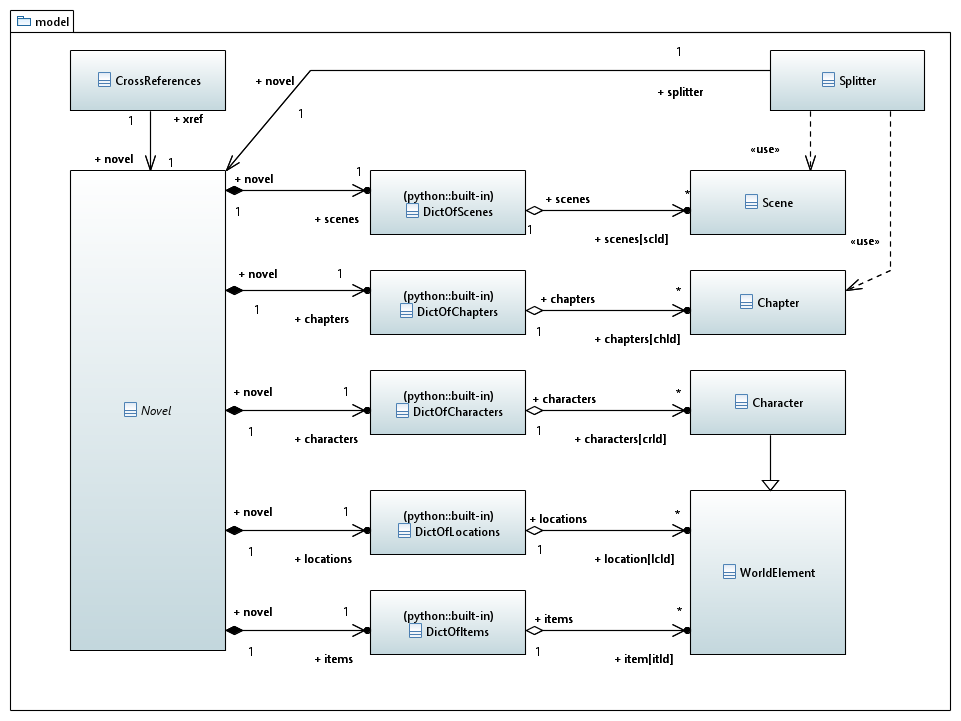 model
CrossReferences
1
+ novel
Splitter
+ splitter
1
1
+ xref
«use»
+ novel
1
+ novel
1
(python::built-in)
DictOfScenes
+ scenes
*
Scene
1
+ scenes
1
+ scenes[scId]
«use»
+ novel
1
(python::built-in)
DictOfChapters
+ chapters
*
Chapter
1
+ chapters
1
+ chapters[chId]
Novel
+ novel
1
(python::built-in)
DictOfCharacters
+ characters
*
Character
1
+ characters
1
+ characters[crId]
+ novel
1
(python::built-in)
DictOfLocations
+ locations
*
1
+ locations
1
+ location[lcId]
WorldElement
+ novel
1
(python::built-in)
DictOfItems
+ items
*
1
+ items
1
+ item[itId]